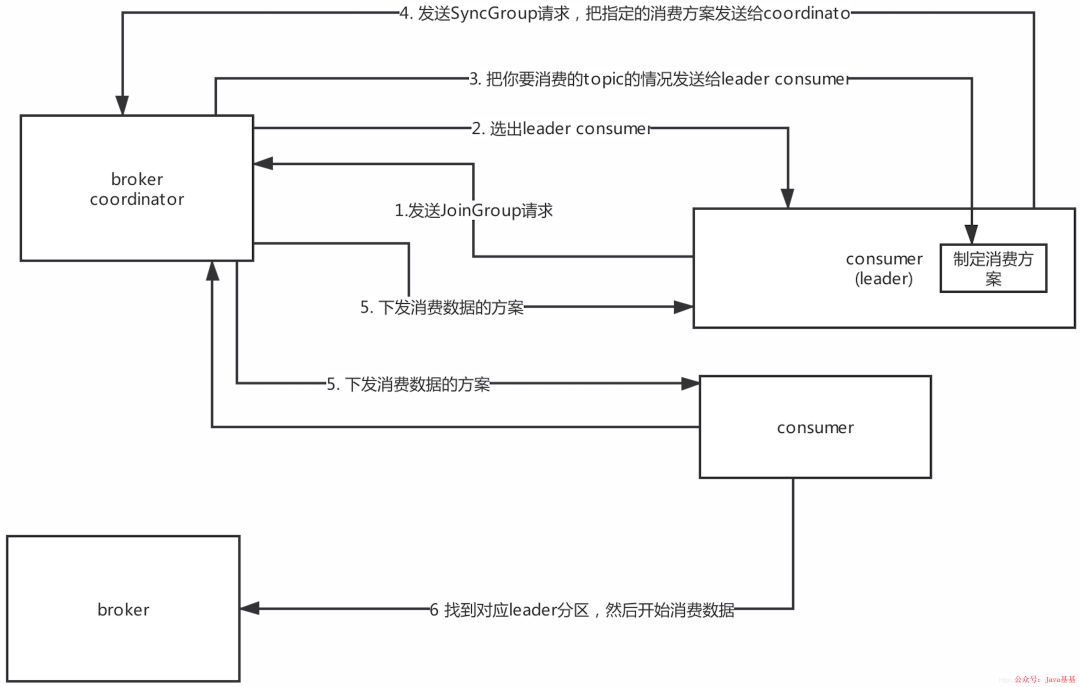 4. 发送SyncGroup请求，把指定的消费方案发送给coordinato
3. 把你要消费的topic的情况发送给leader consumer
2. 选出leader consumer
broker
coordinator
1.发送JoinGroup请求
consumer
(leader)
制定消费方
案
5. 下发消费数据的方案
5. 下发消费数据的方案
consumer
broker
6 找到对应leader分区，然后开始消费数据
公众号：Java基基